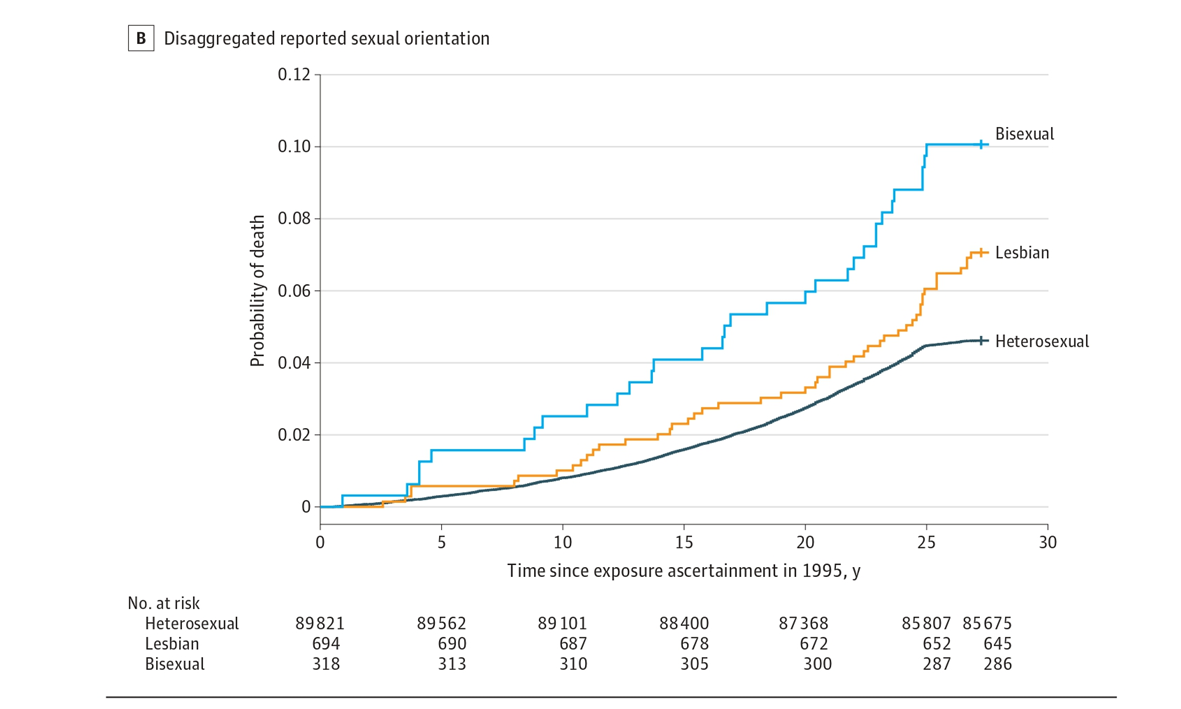 B Disaggregated reported sexual orientation
0.12
0.10
0.08
0.06
0.04
0.02
0
Probability of death
Bisexual
Lesbian
Heterosexual
0 5 10 15 20 25 30
Time since exposure ascertainment in 1995, y
No. at risk
Heterosexual 89821 89562 89101 88400 87368 85807 85675
Lesbian 694 690 687 678 672 652 645
Bisexual 318 313 310 305 300 287 286